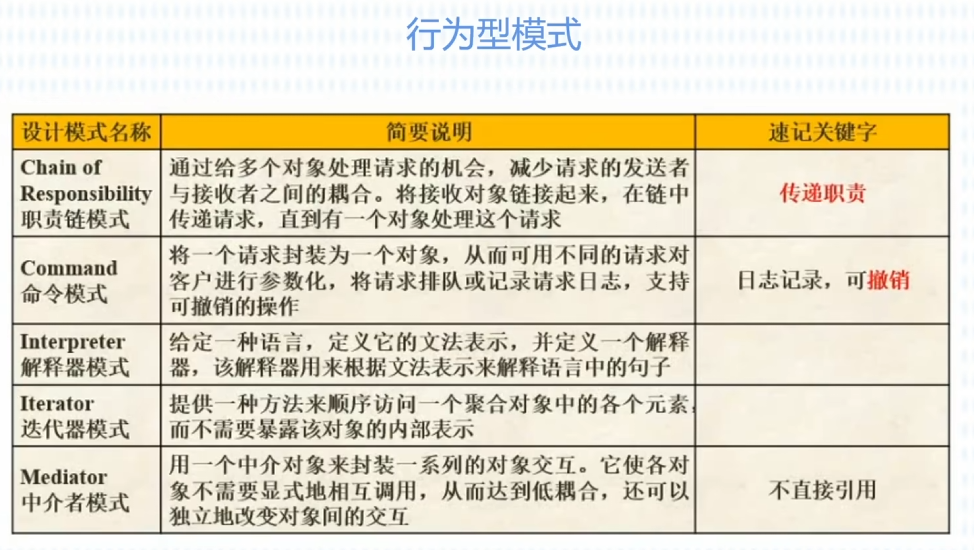 行为型模式
设计模式名称 简要说明 速记关键字
Chain of
Responsibility
职责链模式
通过给多个对象处理请求的机会，减少请求的发送者
与接收者之间的耦合。将接收对象链接起来，在链中
传递请求，直到有一个对象处理这个请求
传递职责
Command
命令模式
将一个请求封装为一个对象，从而可用不同的请求对
客户进行参数化，将请求排队或记录请求日志，支持
可撤销的操作
日志记录，可撤销
Interpreter
解释器模式
给定一种语言，定义它的文法表示，并定义一个解释
器，该解释器用来根据文法表示来解释语言中的句子
Iterator
迭代器模式
提供一种方法来顺序访问一个聚合对象中的各个元素，
而不需要暴露该对象的内部表示
Mediator
中介者模式
用一个中介对象来封装一系列的对象交互。它使各对
象不需要显式地相互调用，从而达到低耦合，还可以
独立地改变对象间的交互
不直接引用